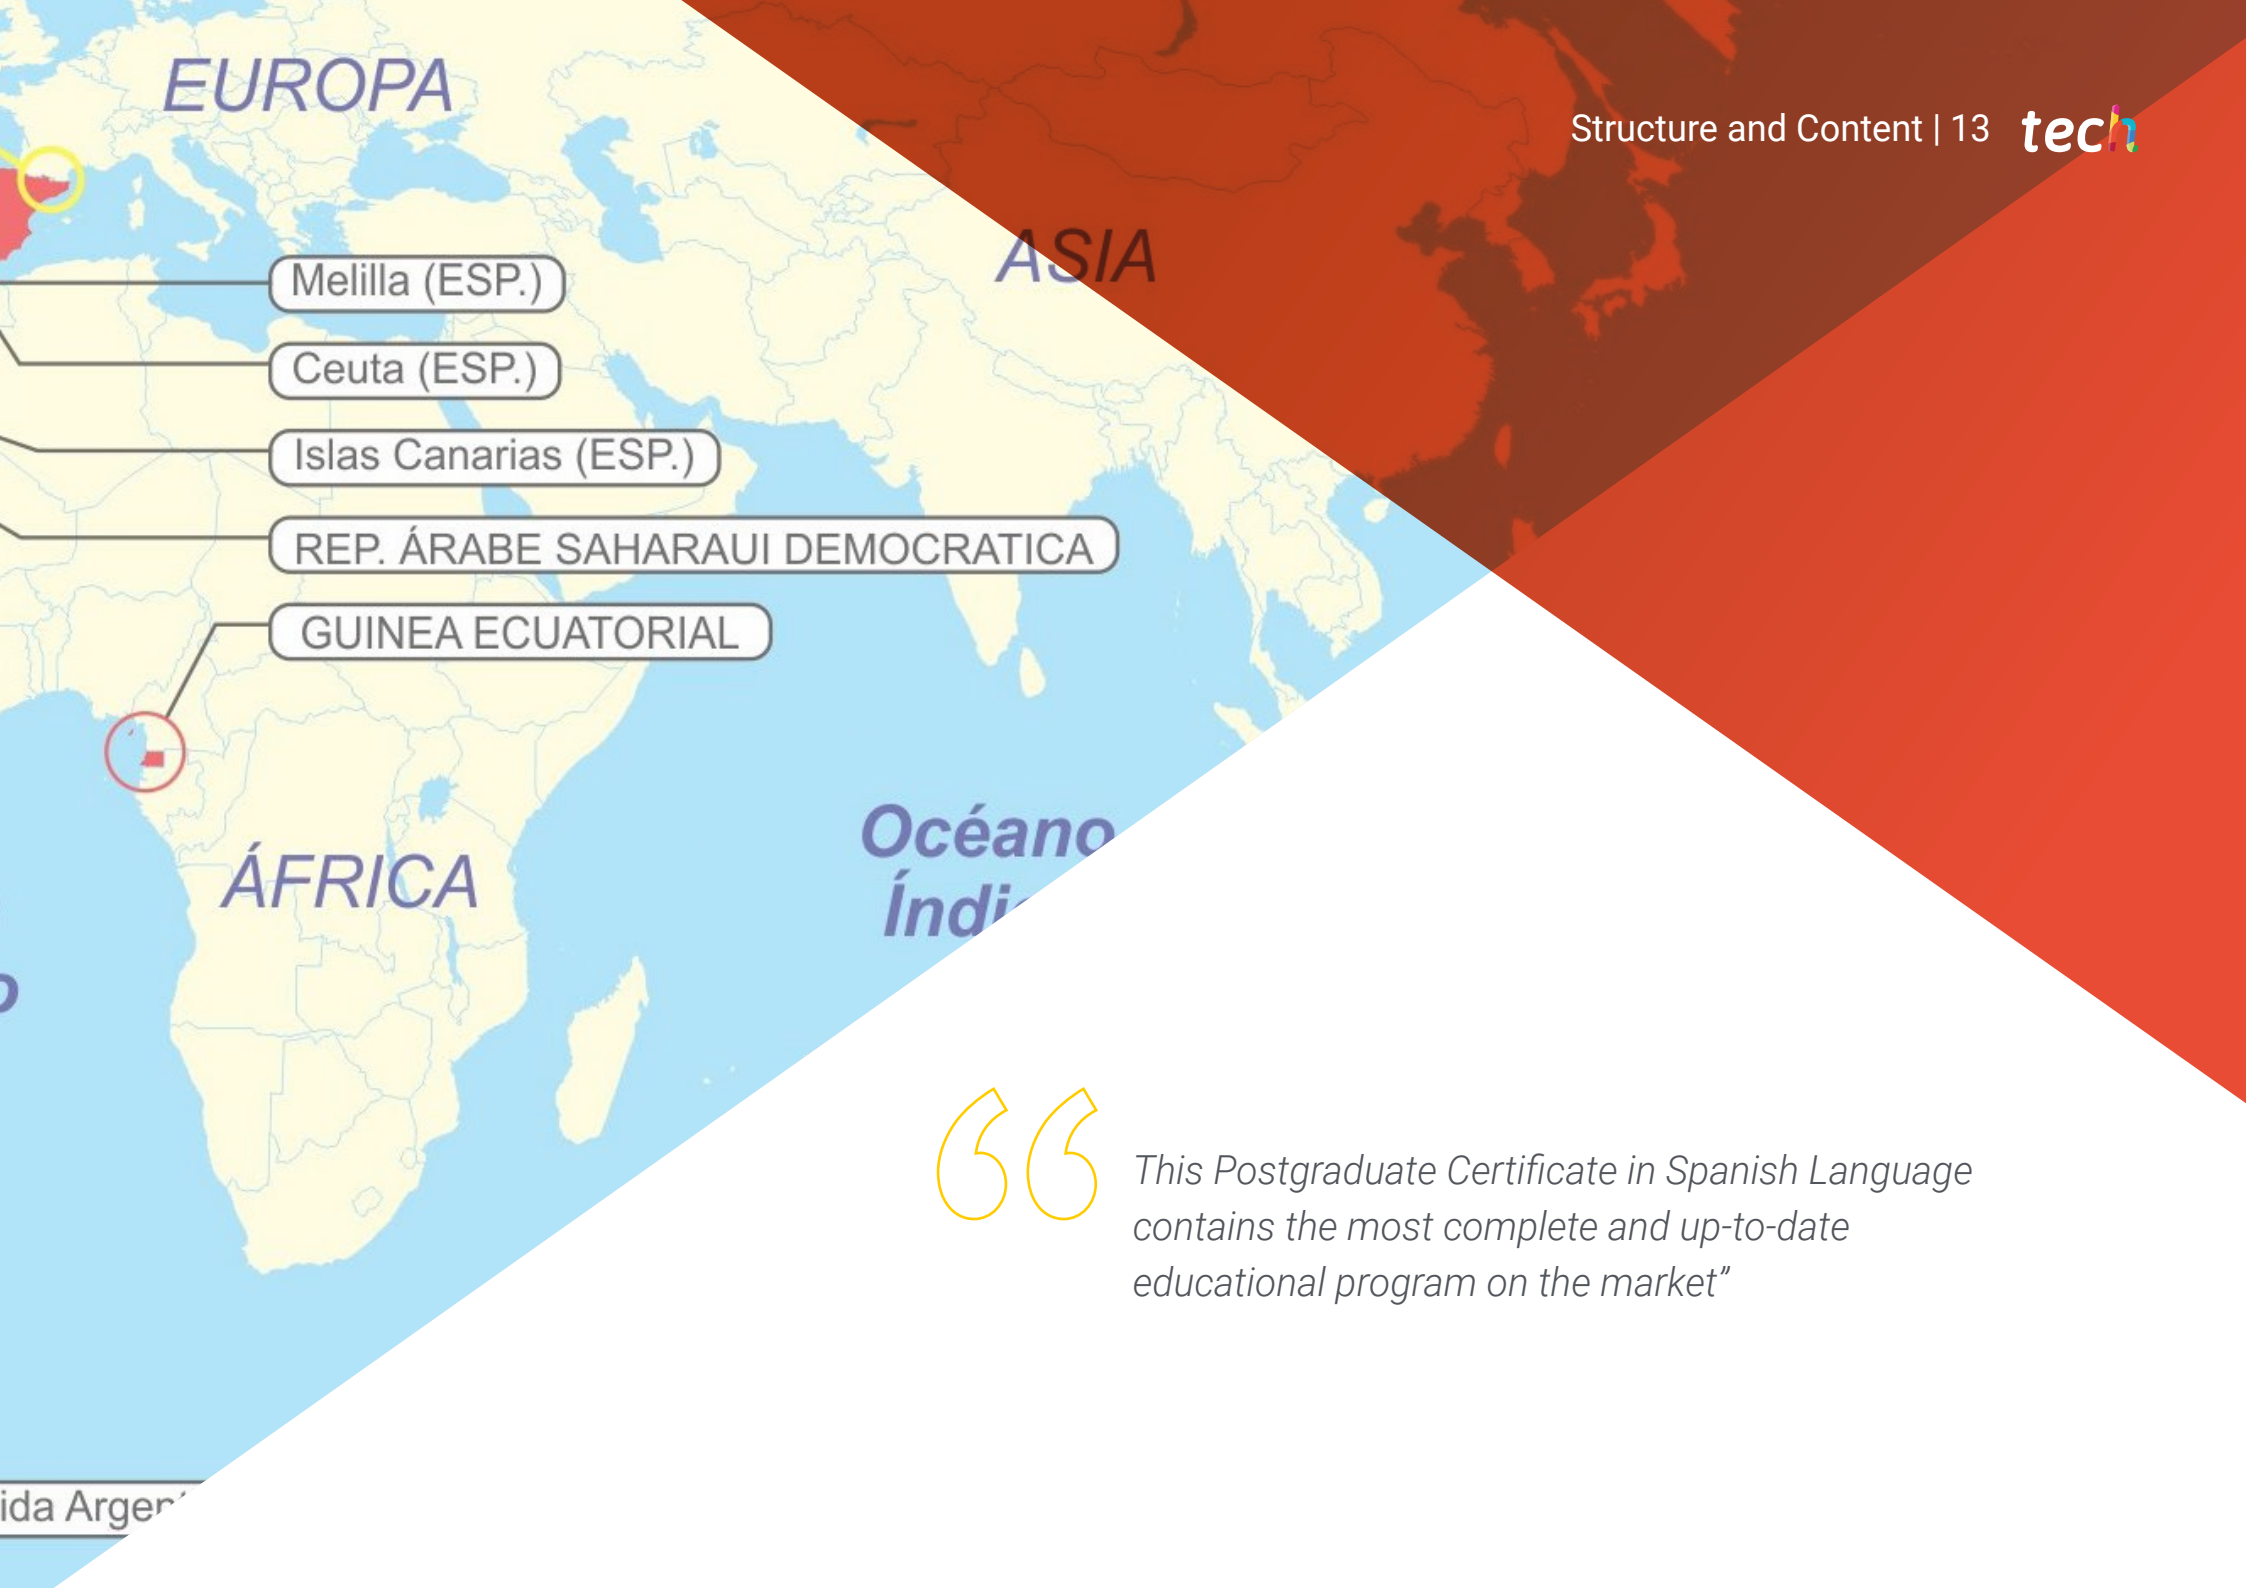 Structure and Content | 13 tech
EUROPA
ASIA
Melilla (ESP.)
Ceuta (ESP.)
Islas Canarias (ESP.)
REP. ÁRABE SAHARAUI DEMOCRATICA
GUINEA ECUATORIAL
ÁFRICA
Océano
This Postgraduate Certificate in Spanish Language
contains the most complete and up-to-date
educational program on the market”